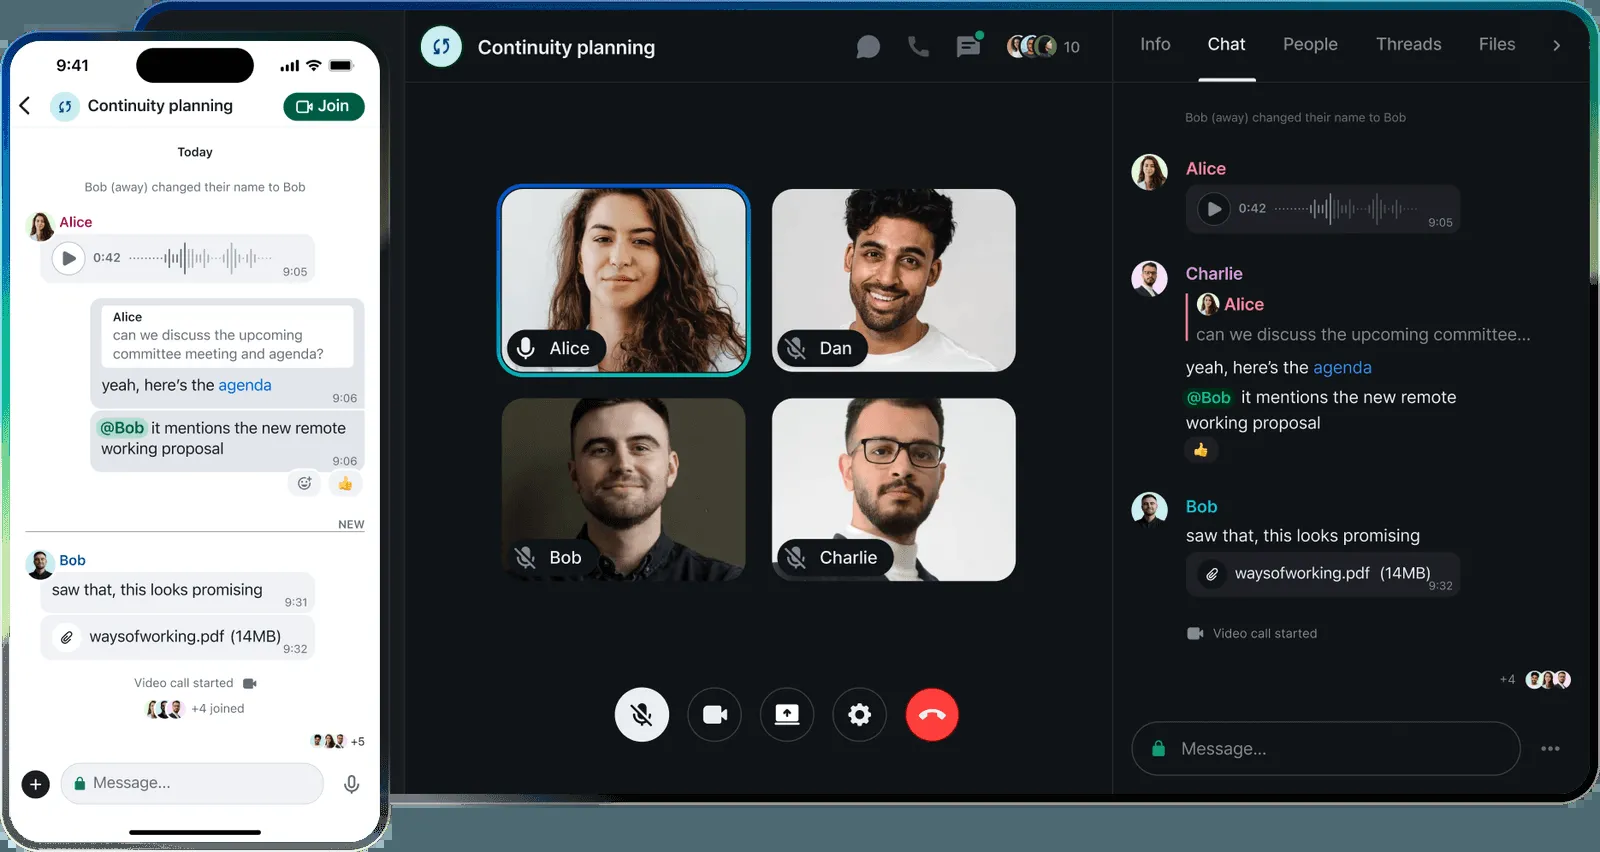 9:41
Continuity planning
Join
Today
Bob (away) changed their name to Bob
Alice
0:42
9:05
Alice
can we discuss the upcoming
committee meeting and agenda?
yeah, here’s the agenda
9:06
@Bob it mentions the new remote
working proposal
9:06
NEW
Bob
saw that, this looks promising
9:31
waysofworking.pdf (14MB)
9:32
Video call started
+4 joined
+5
Message...
Continuity planning
10
Alice
Dan
Bob
Charlie
Info Chat People Threads Files
Bob (away) changed their name to Bob
Alice
0:42
9:05
Charlie
Alice
can we discuss the upcoming committee...
yeah, here’s the agenda
@Bob it mentions the new remote
working proposal
Bob
saw that, this looks promising
waysofworking.pdf (14MB)
9:32
Video call started
+4
Message...